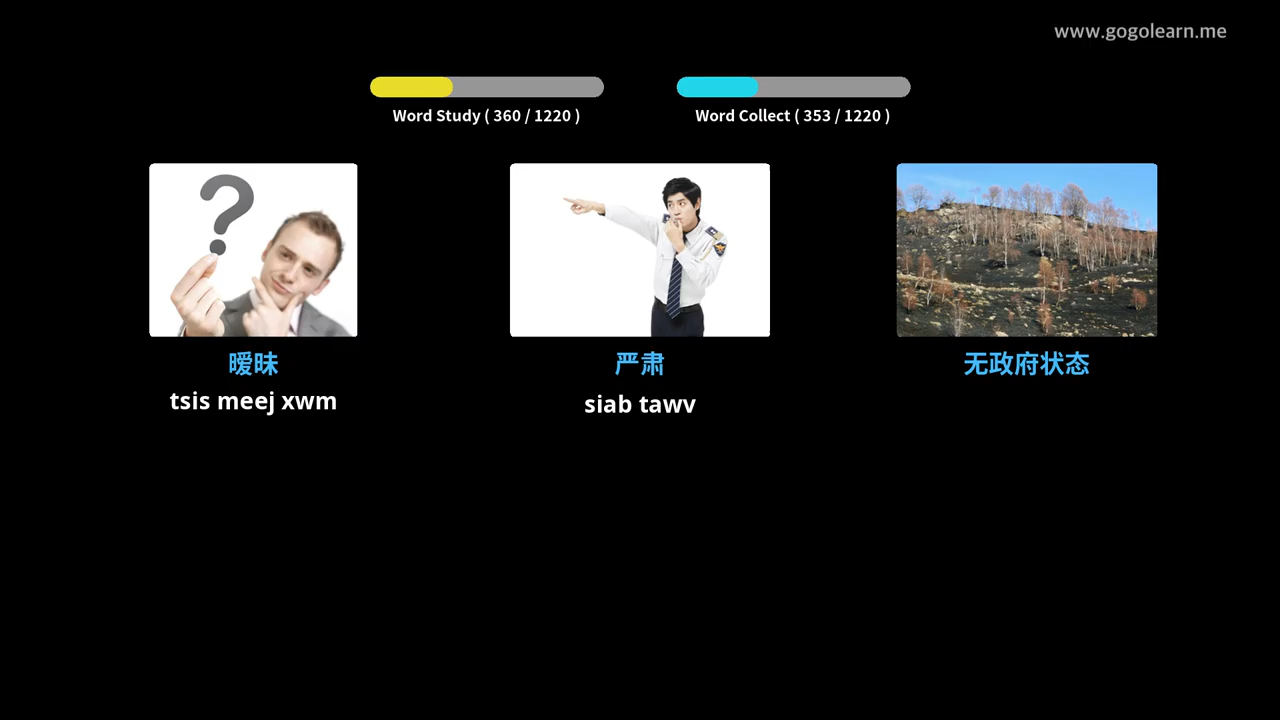 www.gogolearn.me
Word Study ( 360 / 1220 )
Word Collect ( 353 / 1220 )
?
暧昧
tsis meej xwm
严肃
siab tawv
无政府状态